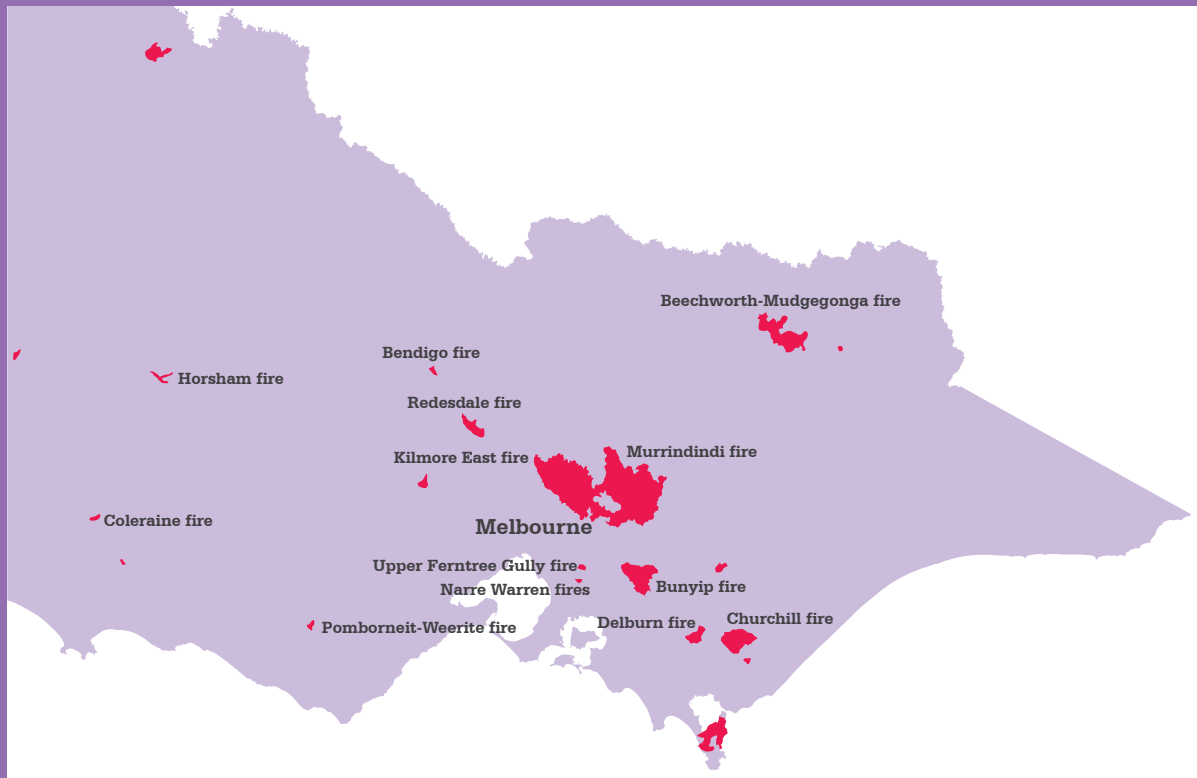 Beechworth-Mudgegonga fire
Bendigo fire
Horsham fire
Redesdale fire
Kilmore East fire
Murrindindi fire
Coleraine fire
Melbourne
Upper Ferntree Gully fire
Narre Warren fires
Bunyip fire
Delburn fire
Churchill fire
Pomborneit-Weerite fire